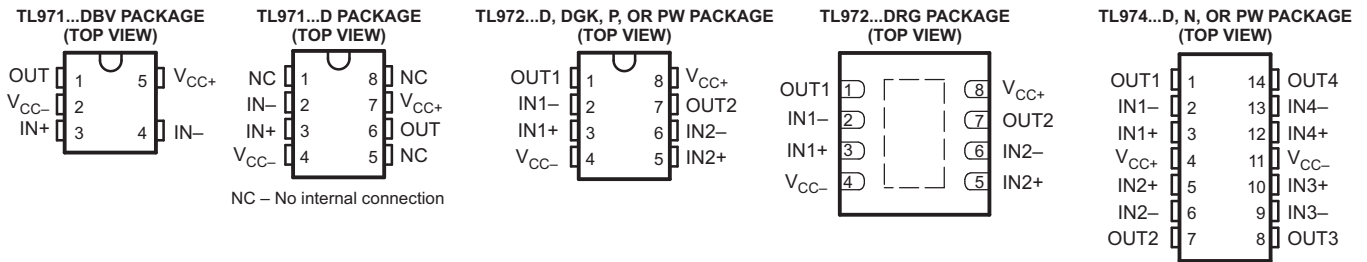 TL971...DBV PACKAGE
(TOP VIEW)
OUT 1 5 VCC+
VCC– 2
IN+ 3 4 IN–
TL971...D PACKAGE
(TOP VIEW)
NC 1 8 NC
IN– 2 7 VCC+
IN+ 3 6 OUT
VCC– 4 5 NC
NC – No internal connection
TL972...D, DGK, P, OR PW PACKAGE
(TOP VIEW)
OUT1 1 8 VCC+
IN1– 2 7 OUT2
IN1+ 3 6 IN2–
VCC– 4 5 IN2+
TL972...DRG PACKAGE
(TOP VIEW)
OUT1 1 8 VCC+
IN1– 2 7 OUT2
IN1+ 3 6 IN2–
VCC– 4 5 IN2+
TL974...D, N, OR PW PACKAGE
(TOP VIEW)
OUT1 1 14 OUT4
IN1– 2 13 IN4–
IN1+ 3 12 IN4+
VCC+ 4 11 VCC–
IN2+ 5 10 IN3+
IN2– 6 9 IN3–
OUT2 7 8 OUT3